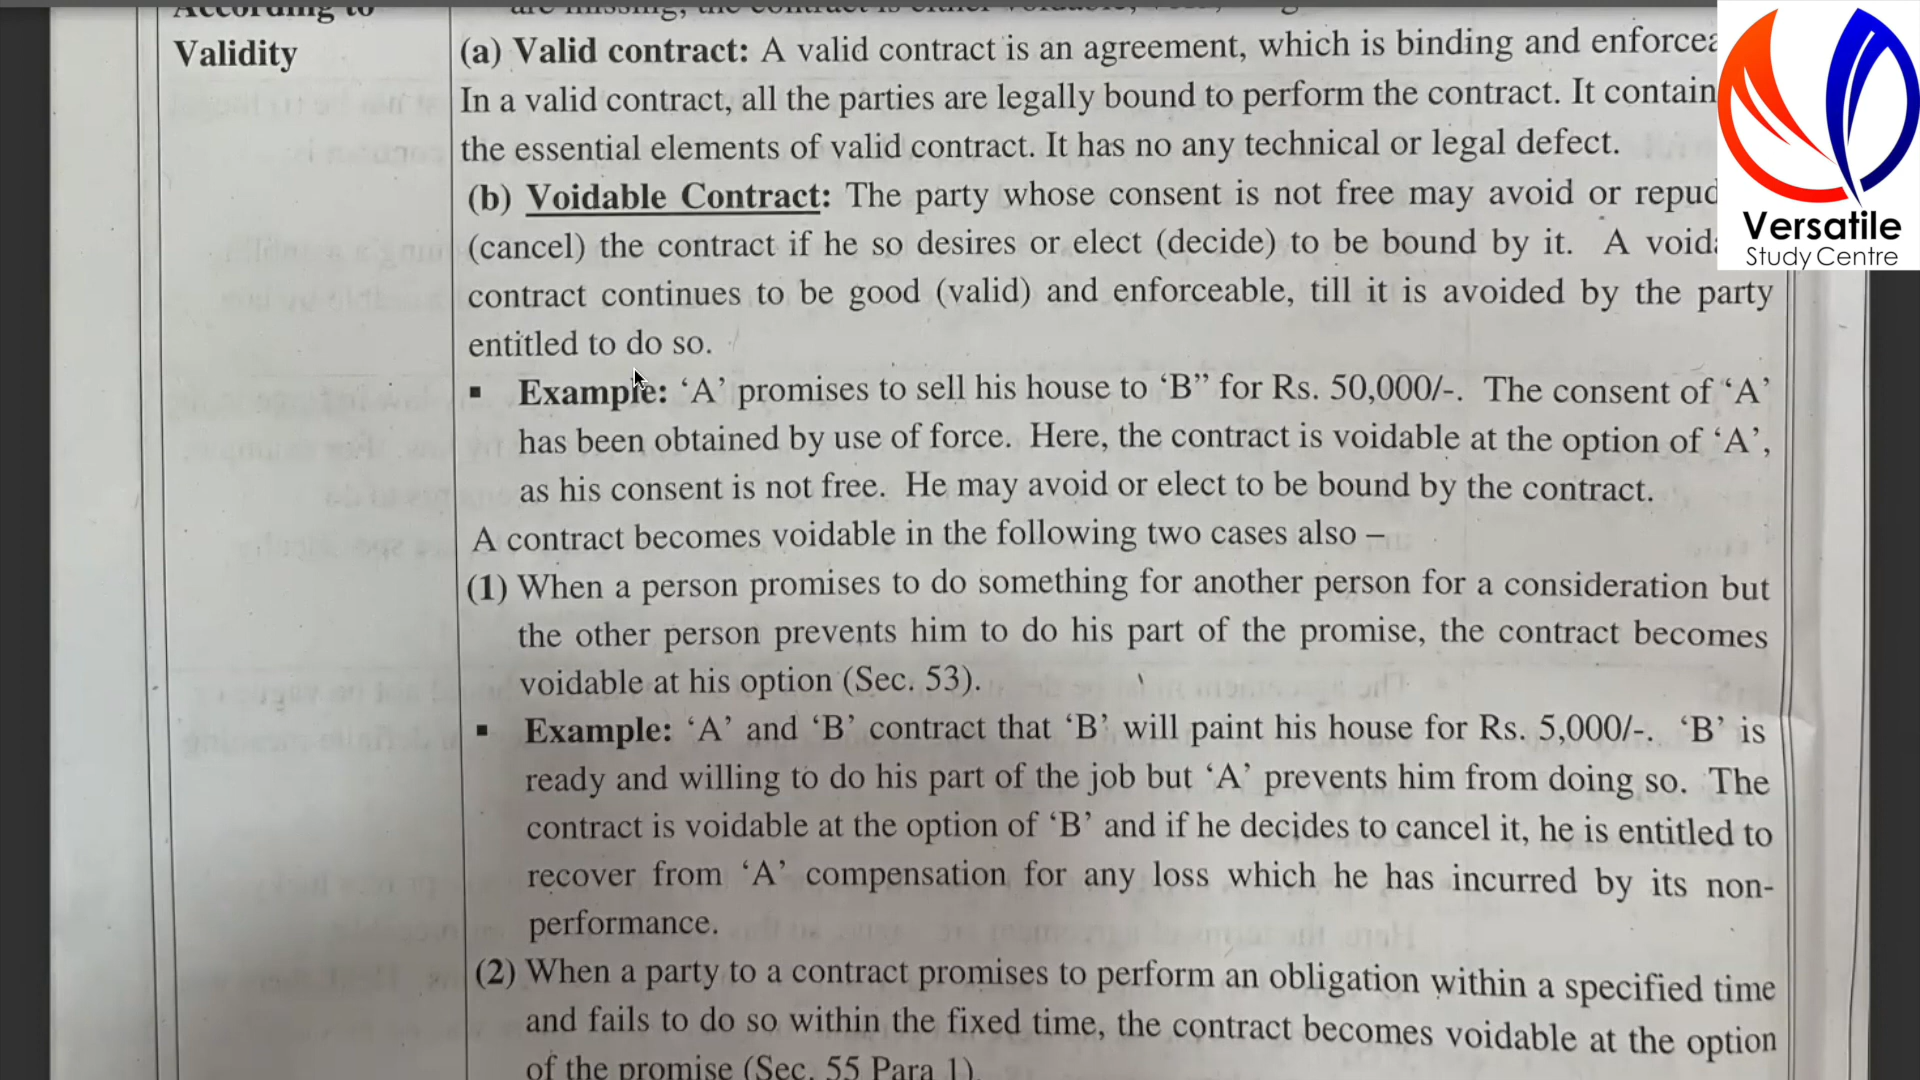 According to
Validity
(a) Valid contract: A valid contract is an agreement, which is binding and
In a valid contract, all the parties are legally bound to perform the contract. It
the essential elements of valid contract. It has no any technical or legal defect.
(b) Voidable Contract: The party whose consent is not free may avoid or
(cancel) the contract if he so desires or elect (decide) to be bound by it. A
contract continues to be good (valid) and enforceable, till it is avoided by the party
entitled to do so.
▪ Example: ‘A’ promises to sell his house to ‘B” for Rs. 50,000/-. The consent of ‘A’
has been obtained by use of force. Here, the contract is voidable at the option of ‘A’,
as his consent is not free. He may avoid or elect to be bound by the contract.
A contract becomes voidable in the following two cases also –
(1) When a person promises to do something for another person for a consideration but
the other person prevents him to do his part of the promise, the contract becomes
voidable at his option (Sec. 53).
▪ Example: ‘A’ and ‘B’ contract that ‘B’ will paint his house for Rs. 5,000/-. ‘B’ is
ready and willing to do his part of the job but ‘A’ prevents him from doing so. The
contract is voidable at the option of ‘B’ and if he decides to cancel it, he is entitled to
recover from ‘A’ compensation for any loss which he has incurred by its non-
performance.
(2) When a party to a contract promises to perform an obligation within a specified time
and fails to do so within the fixed time, the contract becomes voidable at the option
of the promise (Sec. 55 Para 1).
Versatile
Study Centre